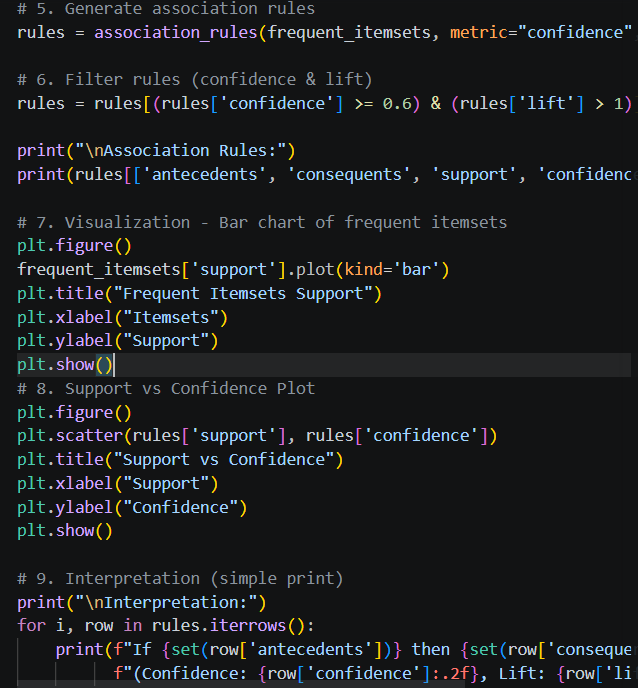 # 5. Generate association rules
rules = association_rules(frequent_itemsets, metric="confidence"
# 6. Filter rules (confidence & lift)
rules = rules[(rules['confidence'] >= 0.6) & (rules['lift'] > 1)
print("\nAssociation Rules:")
print(rules[['antecedents', 'consequents', 'support', 'confidenc
# 7. Visualization - Bar chart of frequent itemsets
plt.figure()
frequent_itemsets['support'].plot(kind='bar')
plt.title("Frequent Itemsets Support")
plt.xlabel("Itemsets")
plt.ylabel("Support")
plt.show()
# 8. Support vs Confidence Plot
plt.figure()
plt.scatter(rules['support'], rules['confidence'])
plt.title("Support vs Confidence")
plt.xlabel("Support")
plt.ylabel("Confidence")
plt.show()
# 9. Interpretation (simple print)
print("\nInterpretation:")
for i, row in rules.iterrows():
    print(f"If {set(row['antecedents'])} then {set(row['conseque
          f"(Confidence: {row['confidence']:.2f}, Lift: {row['li